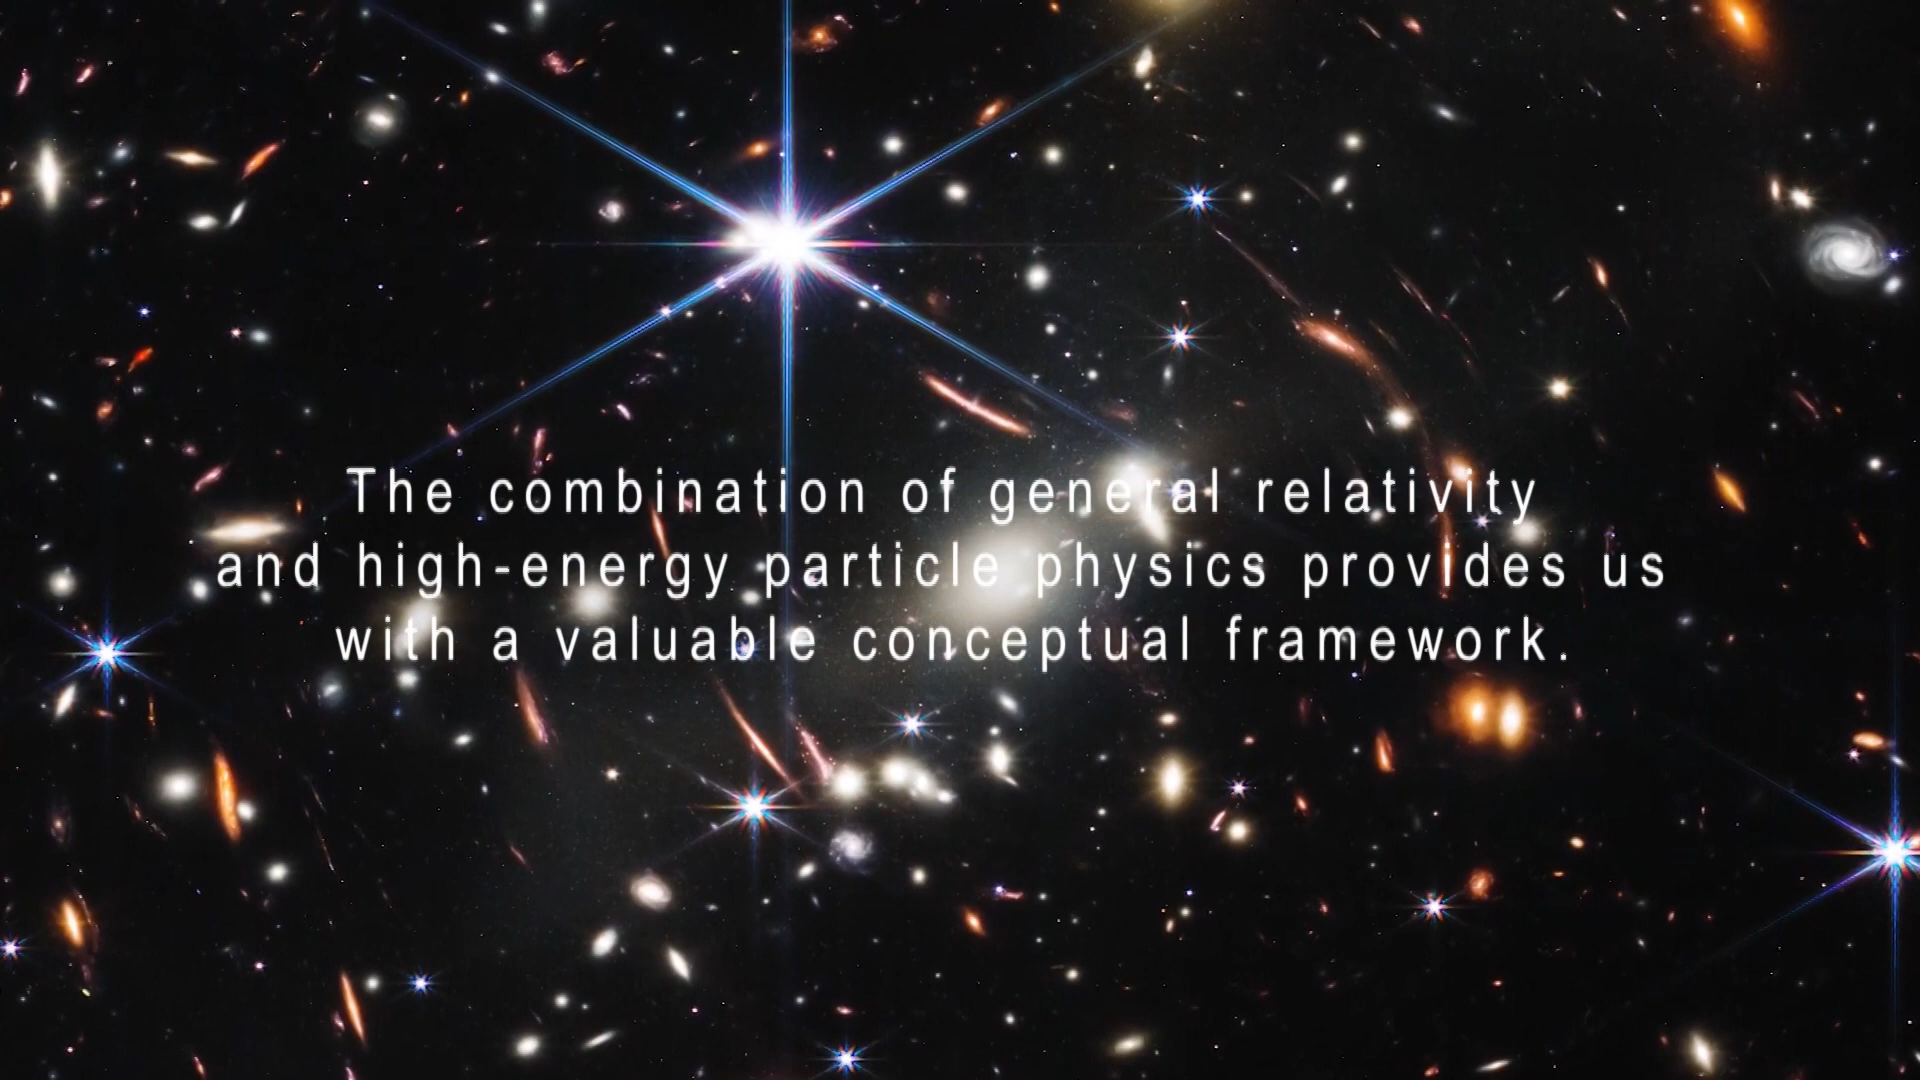 The combination of general relativity
and high-energy particle physics provides us
with a valuable conceptual framework.